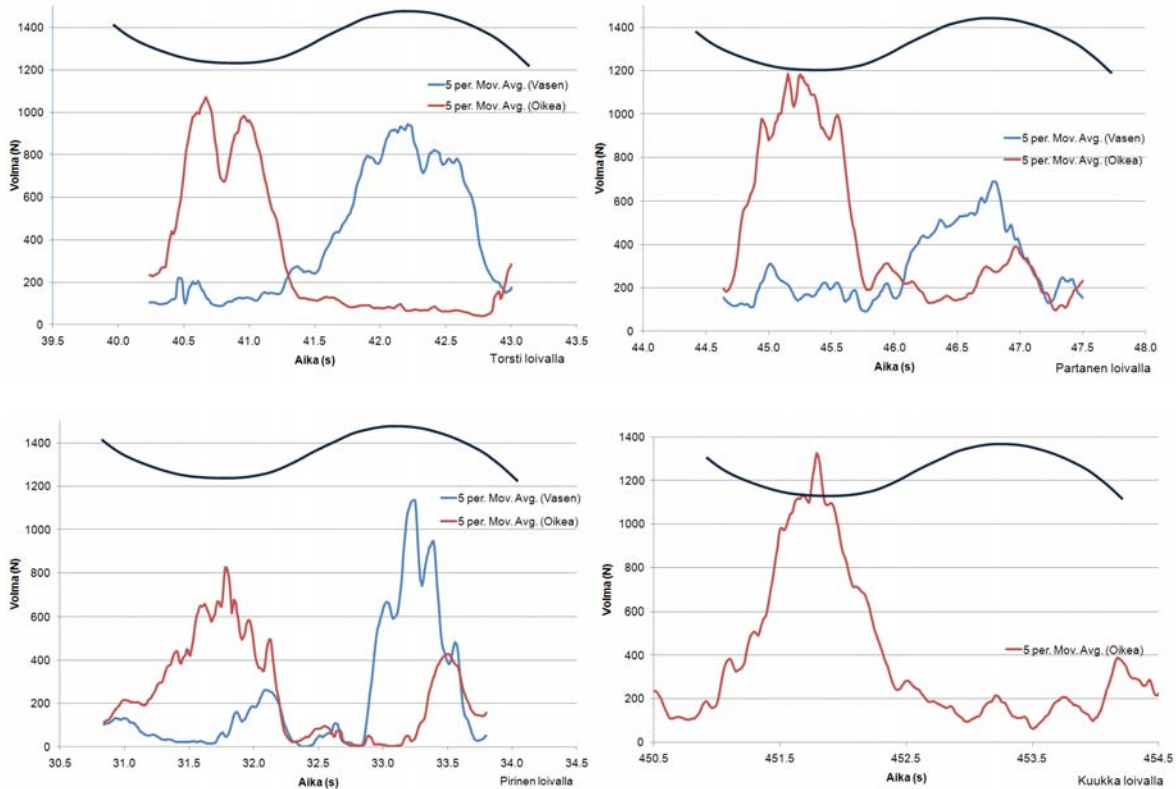 1400
1200
1000
800
600
400
200
0
Voima (N)
5 per. Mov. Avg. (Vasen)
5 per. Mov. Avg. (Oikea)
39.5 40.0 40.5 41.0 41.5 42.0 42.5 43.0 43.5
Aika (s)
Torsti loivalla
1400
1200
1000
800
600
400
200
0
Voima (N)
5 per. Mov. Avg. (Vasen)
5 per. Mov. Avg. (Oikea)
44.0 44.5 45.0 45.5 46.0 46.5 47.0 47.5 48.0
Aika (s)
Partanen loivalla
1400
1200
1000
800
600
400
200
0
Voima (N)
5 per. Mov. Avg. (Vasen)
5 per. Mov. Avg. (Oikea)
30.5 31.0 31.5 32.0 32.5 33.0 33.5 34.0 34.5
Aika (s)
Pirinen loivalla
1400
1200
1000
800
600
400
200
0
Voima (N)
5 per. Mov. Avg. (Oikea)
450.5 451.5 452.5 453.5 454.5
Aika (s)
Kuukka loivalla